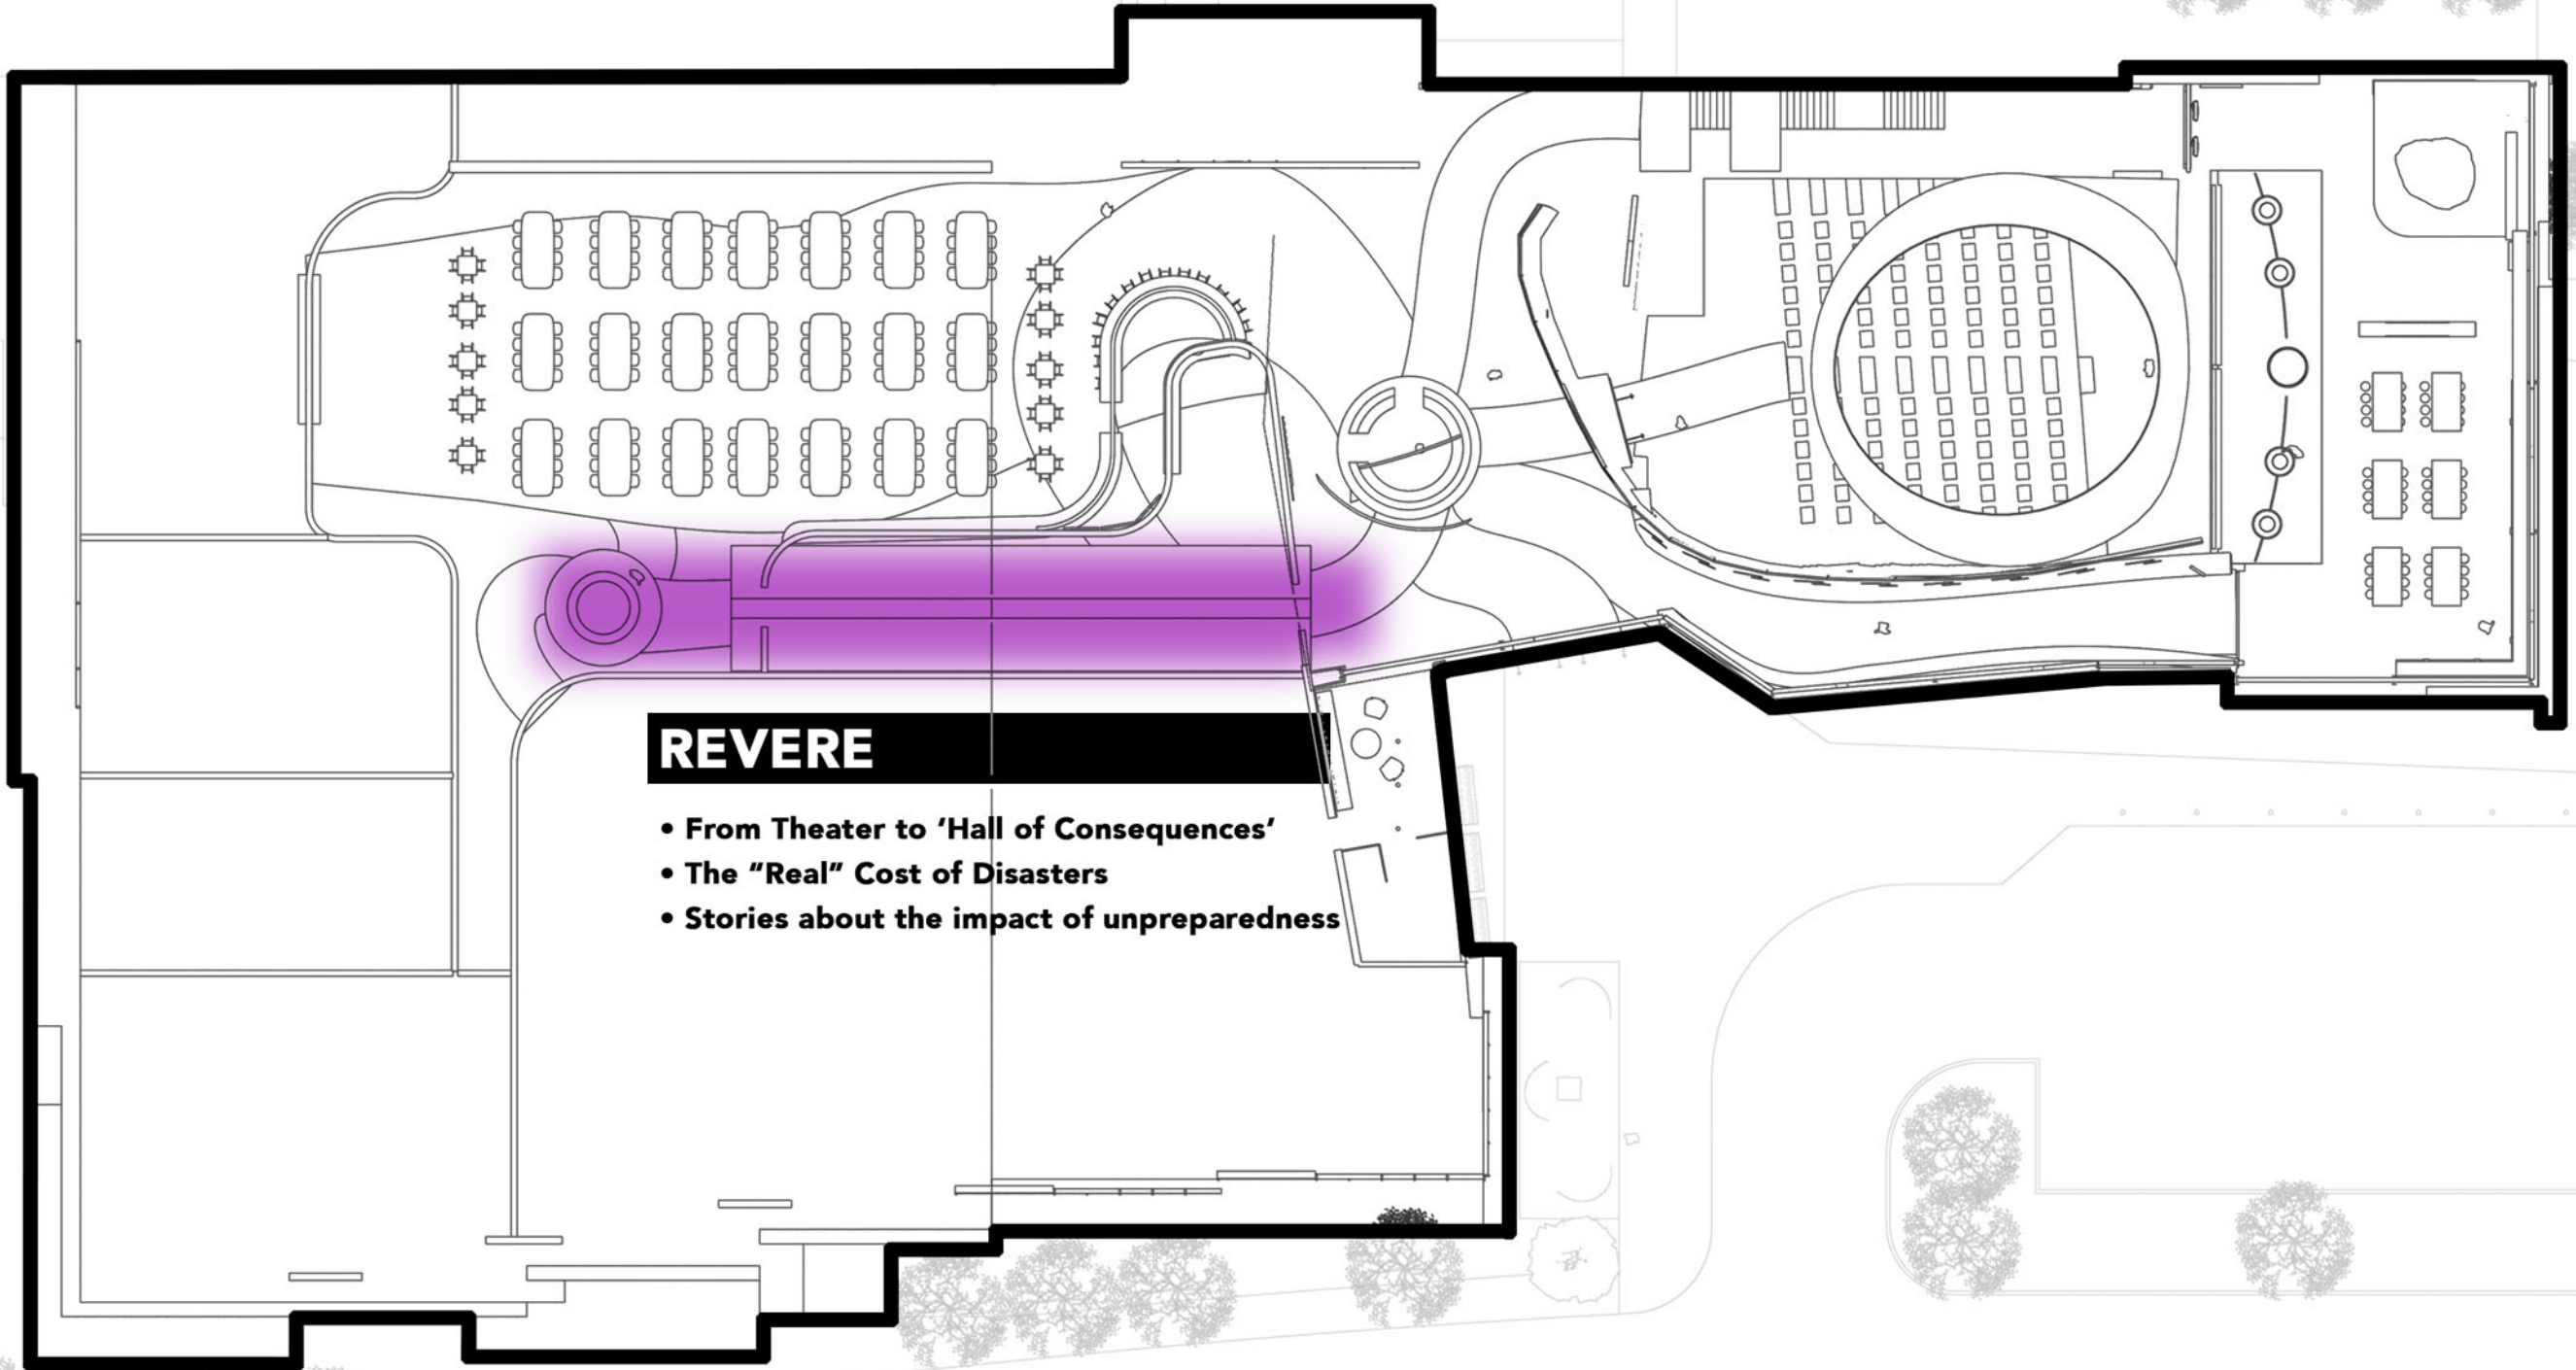 REVERE
• From Theater to ‘Hall of Consequences’
• The “Real” Cost of Disasters
• Stories about the impact of unpreparedness